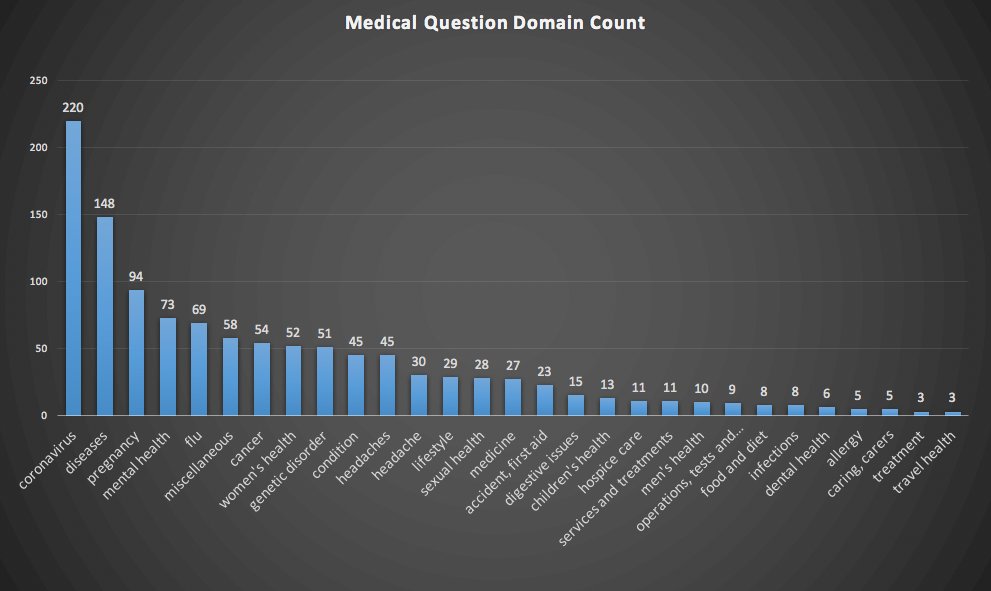 Medical Question Domain Count
250
200
150
100
50
0
220
148
94
73
69
58
54
52
51
45
45
30
29
28
27
23
15
13
11
11
10
9
8
8
6
5
5
3
3
coronavirus
diseases
pregnancy
mental health
flu
miscellaneous
cancer
women's health
genetic disorder
condition
headaches
headache
lifestyle
sexual health
medicine
accident, first aid
digestive issues
children's health
hospice care
services and treatments
men's health
operations, tests and...
food and diet
infections
dental health
allergy
caring, carers
treatment
travel health